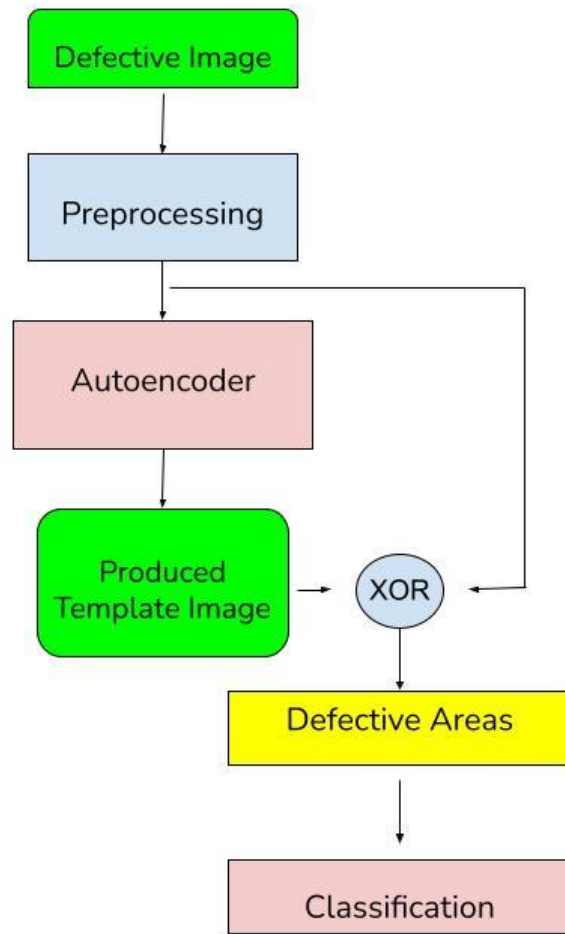 Defective Image
Preprocessing
Autoencoder
Produced
Template Image
XOR
Defective Areas
Classification